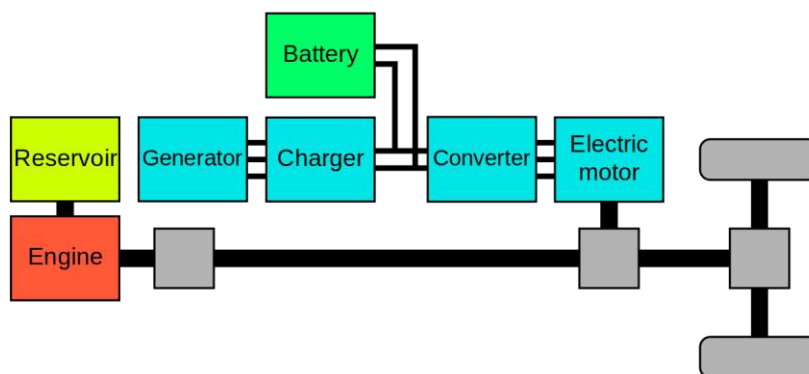 Battery
Reservoir
Generator
Charger
Converter
Electric
motor
Engine